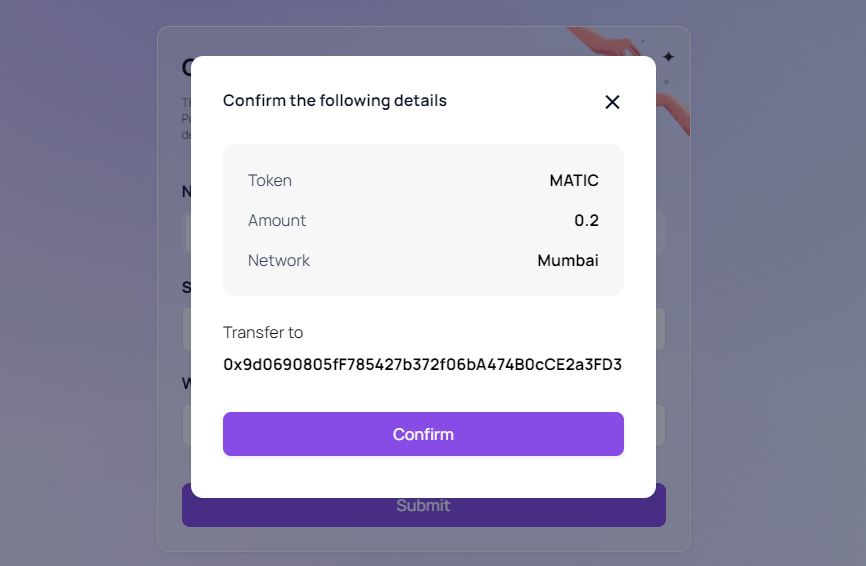 Confirm the following details
Token MATIC
Amount 0.2
Network Mumbai
Transfer to
0x9d0690805fF785427b372f06bA474B0cCE2a3FD3
Confirm
Submit